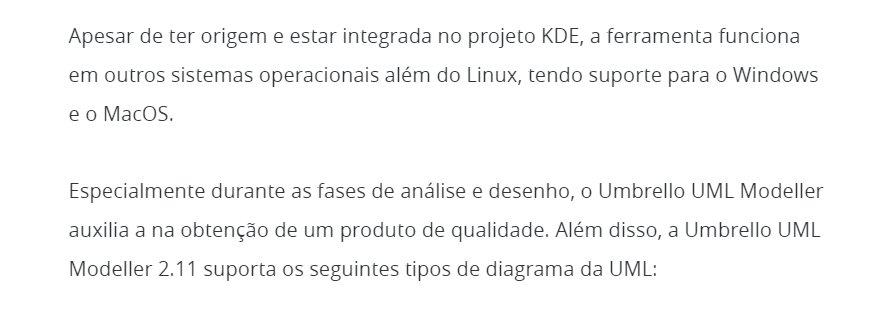 Apesar de ter origem e estar integrada no projeto KDE, a ferramenta funciona
em outros sistemas operacionais além do Linux, tendo suporte para o Windows
e o MacOS.
Especialmente durante as fases de análise e desenho, o Umbrello UML Modeller
auxilia a na obtenção de um produto de qualidade. Além disso, a Umbrello UML
Modeller 2.11 suporta os seguintes tipos de diagrama da UML: